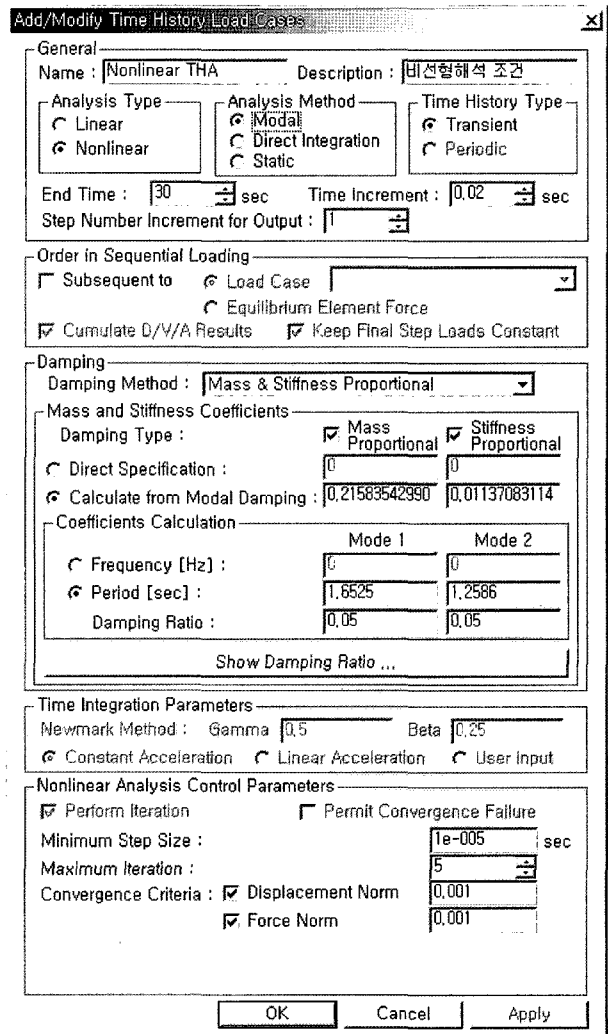 Add/Modify Time History Load Cases
General
Name : Nonlinear THA Description : 비선형해석 조건
Analysis Type Analysis Method Time History Type
Linear Modal Transient
Nonlinear Direct Integration Periodic
Static
End Time : 30 sec Time Increment : 0,02 sec
Step Number Increment for Output : 1
Order in Sequential Loading
Subsequent to Load Case
Equilibrium Element Force
Cumulate D/V/A Results Keep Final Step Loads Constant
Damping
Damping Method : Mass & Stiffness Proportional
Mass and Stiffness Coefficients
Damping Type : Mass Proportional Stiffness Proportional
Direct Specification : 0 0
Calculate from Modal Damping : 0,21583542990 0,01137083114
Coefficients Calculation
Mode 1 Mode 2
Frequency [Hz] : 0 0
Period [sec] : 1,6525 1,2586
Damping Ratio : 0,05 0,05
Show Damping Ratio ...
Time Integration Parameters
Newmark Method : Gamma 0,5 Beta 0,25
Constant Acceleration Linear Acceleration User Input
Nonlinear Analysis Control Parameters
Perform Iteration Permit Convergence Failure
Minimum Step Size : 1e-005 sec
Maximum Iteration : 5
Convergence Criteria : Displacement Norm 0,001
Force Norm 0,001
OK Cancel Apply